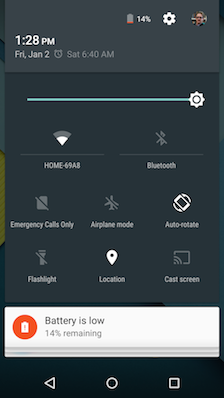 14%
1:28 PM
Fri, Jan 2 Sat 6:40 AM
HOME-69A8 Bluetooth
Emergency Calls Only Airplane mode Auto-rotate
Flashlight Location Cast screen
Battery is low
14% remaining